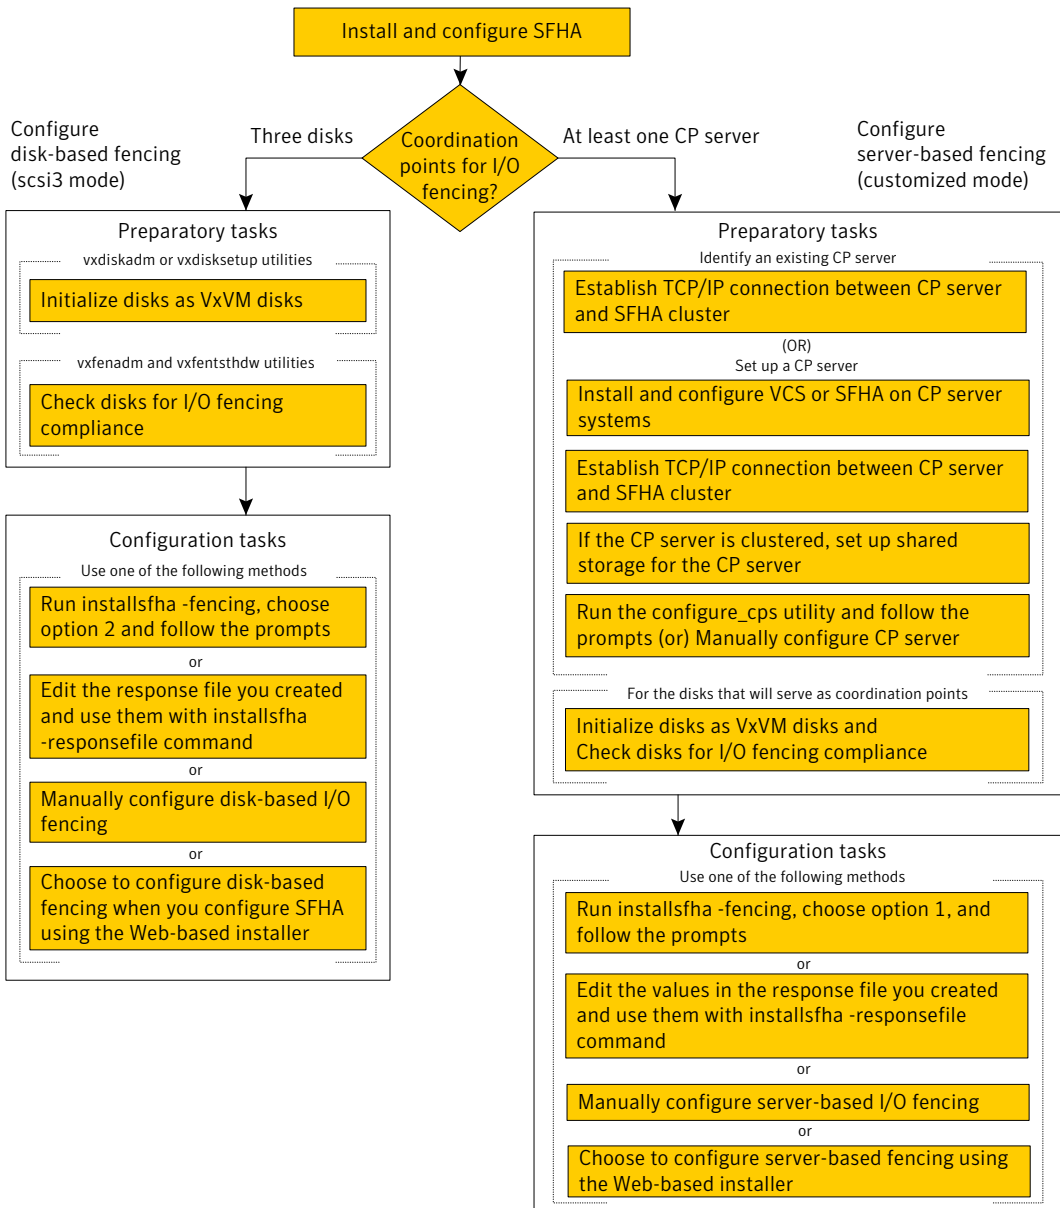 Install and configure SFHA
Coordination
points for I/O
fencing?
Three disks
At least one CP server
Configure
disk-based fencing
(scsi3 mode)
Preparatory tasks
vxdiskadm or vxdisksetup utilities
Initialize disks as VxVM disks
vxfenadm and vxfentsthdw utilities
Check disks for I/O fencing
compliance
Configuration tasks
Use one of the following methods
Run installsfha -fencing, choose
option 2 and follow the prompts
or
Edit the response file you created
and use them with installsfha
-responsefile command
or
Manually configure disk-based I/O
fencing
or
Choose to configure disk-based
fencing when you configure SFHA
using the Web-based installer
Configure
server-based fencing
(customized mode)
Preparatory tasks
Identify an existing CP server
Establish TCP/IP connection between CP server
and SFHA cluster
(OR)
Set up a CP server
Install and configure VCS or SFHA on CP server
systems
Establish TCP/IP connection between CP server
and SFHA cluster
If the CP server is clustered, set up shared
storage for the CP server
Run the configure_cps utility and follow the
prompts (or) Manually configure CP server
For the disks that will serve as coordination points
Initialize disks as VxVM disks and
Check disks for I/O fencing compliance
Configuration tasks
Use one of the following methods
Run installsfha -fencing, choose option 1, and
follow the prompts
or
Edit the values in the response file you created
and use them with installsfha -responsefile
command
or
Manually configure server-based I/O fencing
or
Choose to configure server-based fencing using
the Web-based installer